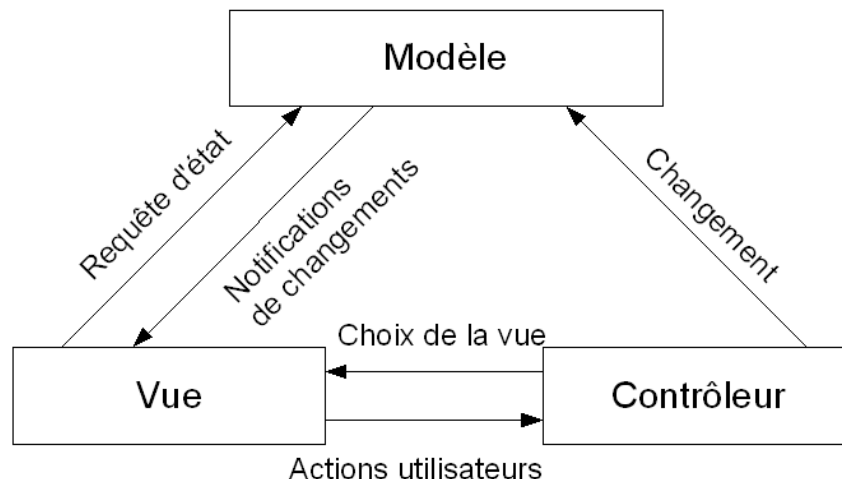 Modèle
Requête d'état
Notifications
de changements
Changement
Choix de la vue
Vue
Contrôleur
Actions utilisateurs